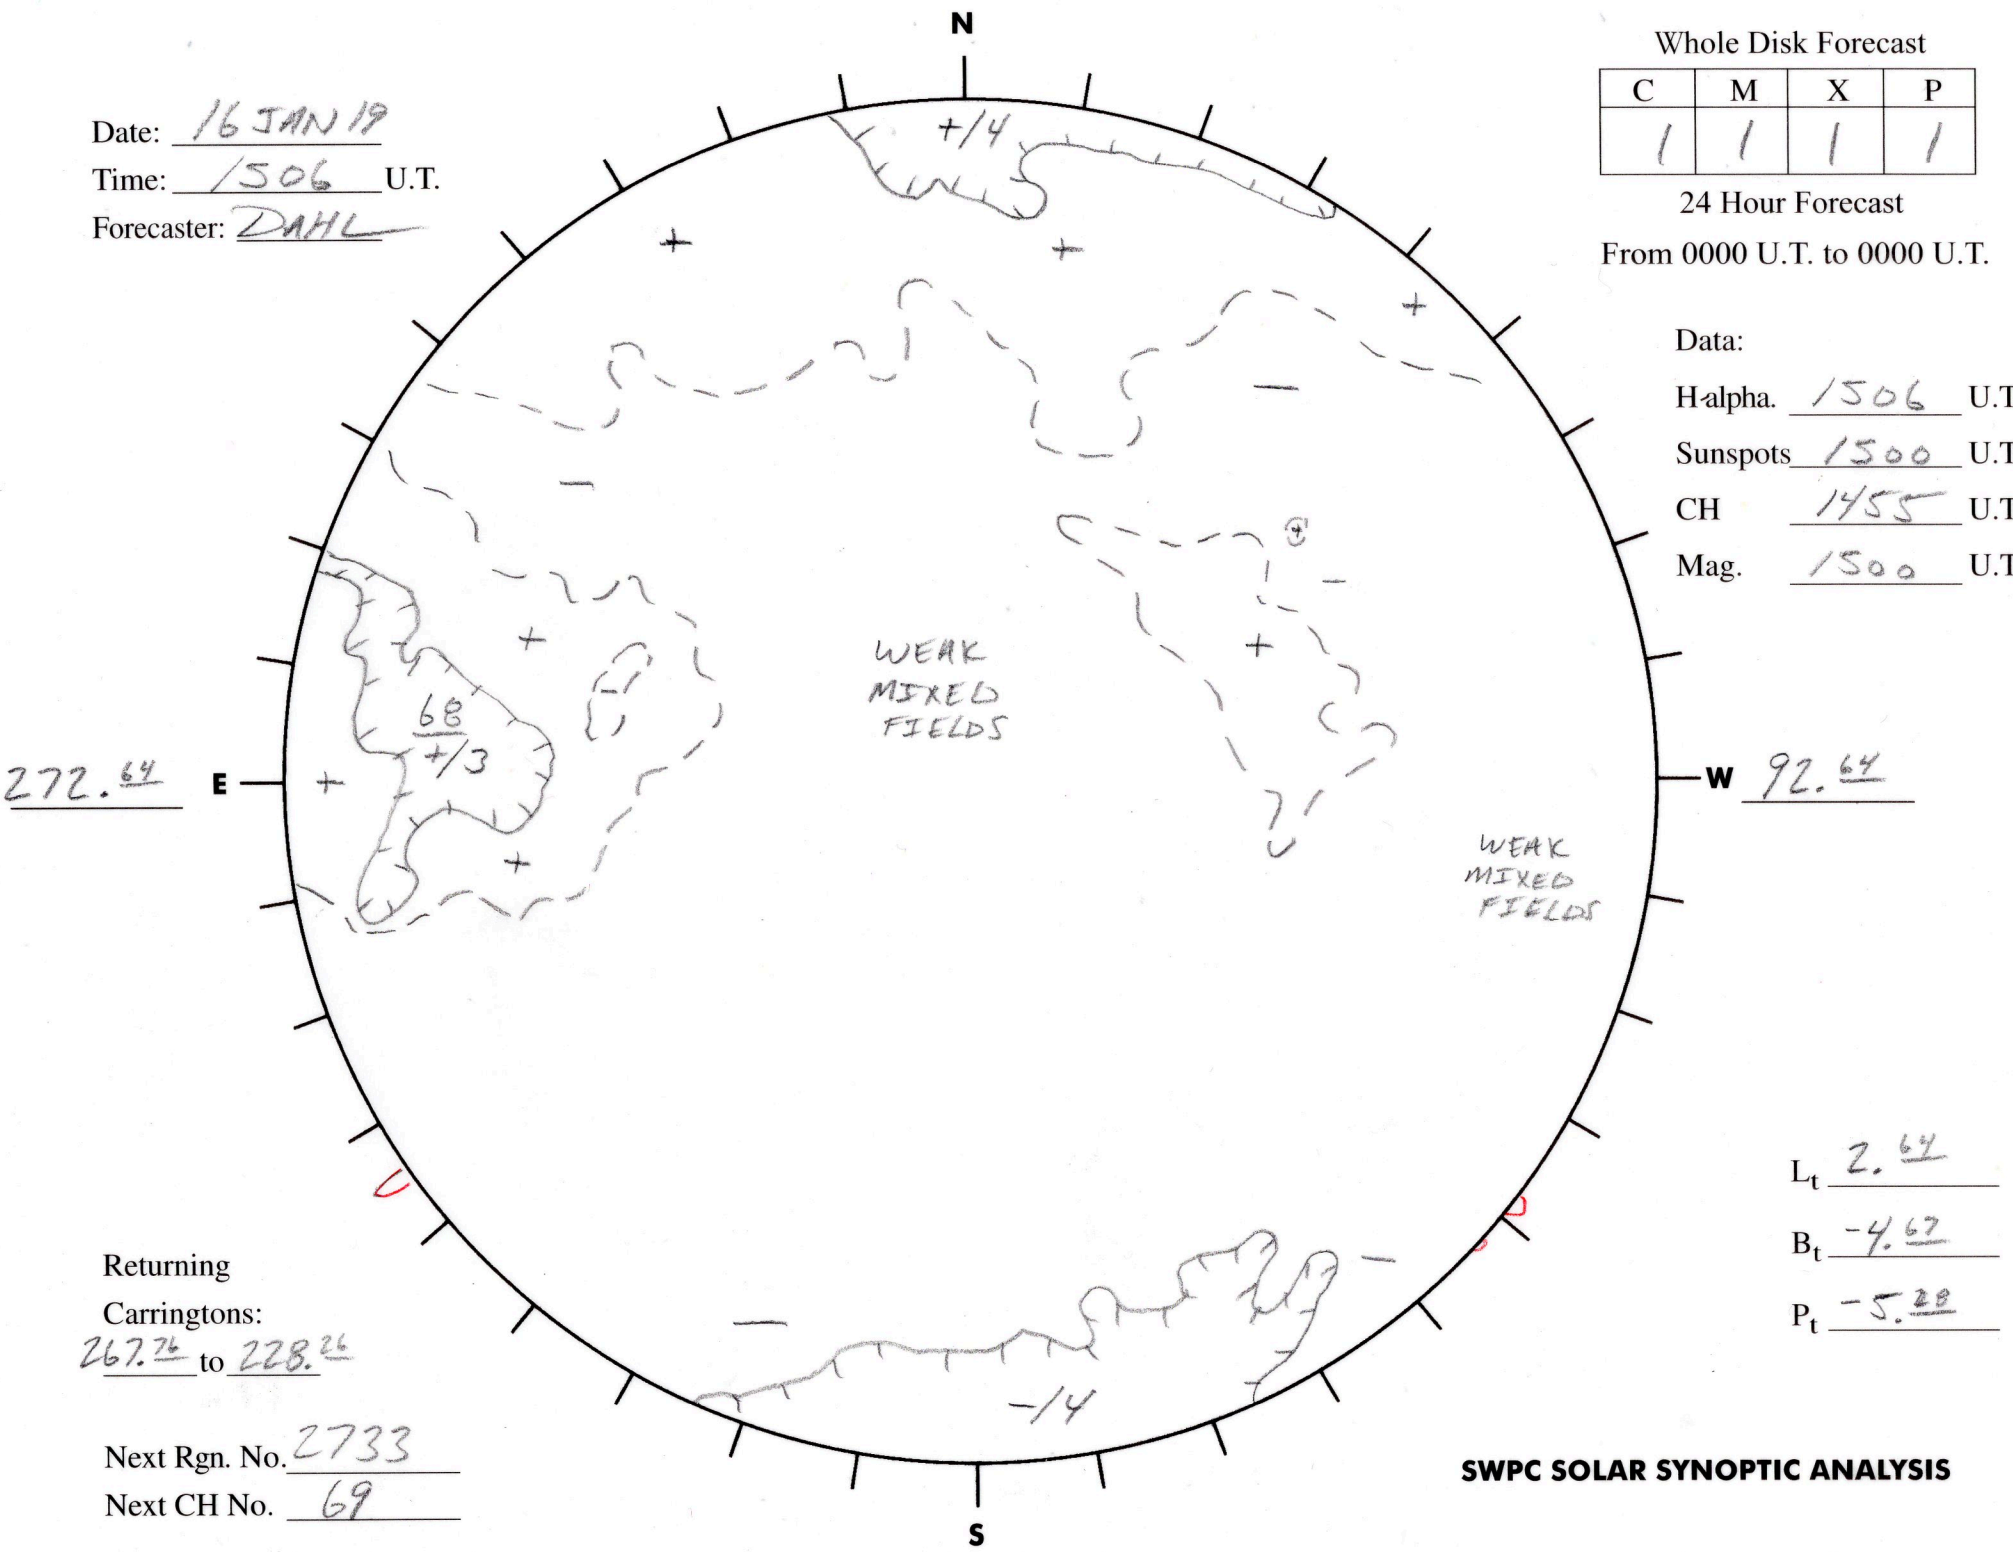 N
Whole Disk Forecast
C M X P
1 1 1 1
24 Hour Forecast
From 0000 U.T. to 0000 U.T.
Date: 16 JAN 19
Time: 1506 U.T.
Forecaster: DAHL
+/4
+
+
+
Data:
H-alpha. 1506 U.T
Sunspots 1500 U.T
CH 1455 U.T
Mag. 1500 U.T
−
−
+
−
+
+
WEAK
MIXED
FIELDS
−
68
+/3
272.64 E
+
W 92.64
+
WEAK
MIXED
FIELDS
Lt 2.64
Bt -4.67
Pt -5.28
−
−
-/4
Returning
Carringtons:
267.76 to 228.26
Next Rgn. No. 2733
Next CH No. 69
SWPC SOLAR SYNOPTIC ANALYSIS
S